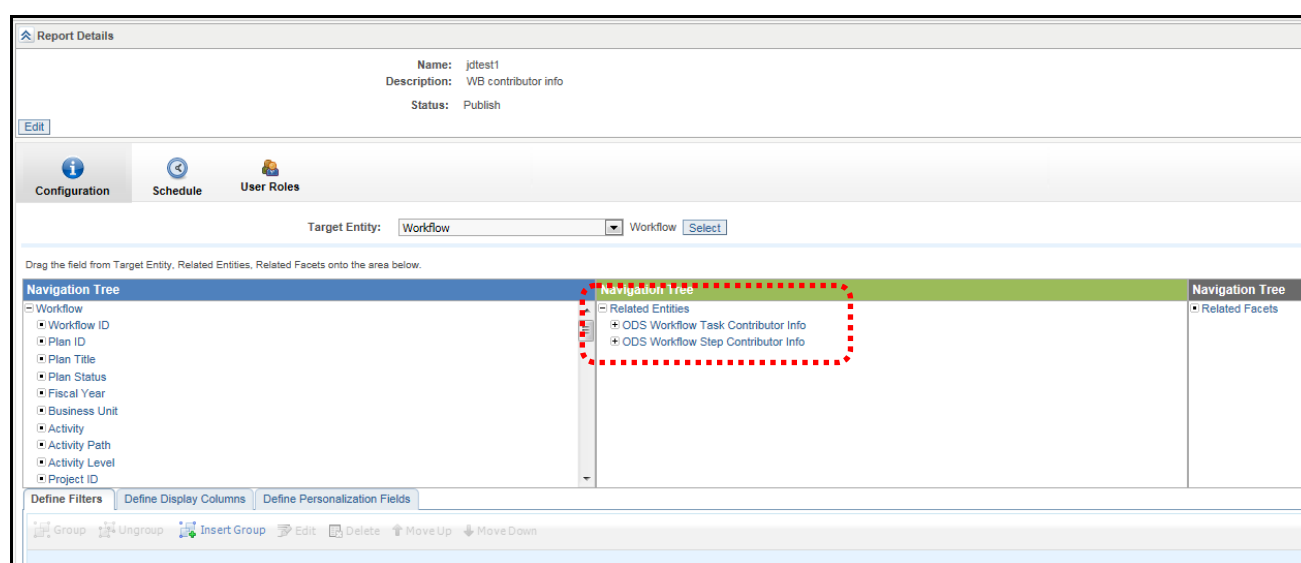 Report Details
Name: jdtest1
Description: WB contributor info
Status: Publish
Edit
Configuration Schedule User Roles
Target Entity: Workflow Workflow Select
Drag the field from Target Entity, Related Entities, Related Facets onto the area below.
Navigation Tree Navigation Tree Navigation Tree
Workflow Related Entities Related Facets
Workflow ID ODS Workflow Task Contributor Info
Plan ID ODS Workflow Step Contributor Info
Plan Title
Plan Status
Fiscal Year
Business Unit
Activity
Activity Path
Activity Level
Project ID
Define Filters Define Display Columns Define Personalization Fields
Group Ungroup Insert Group Edit Delete Move Up Move Down